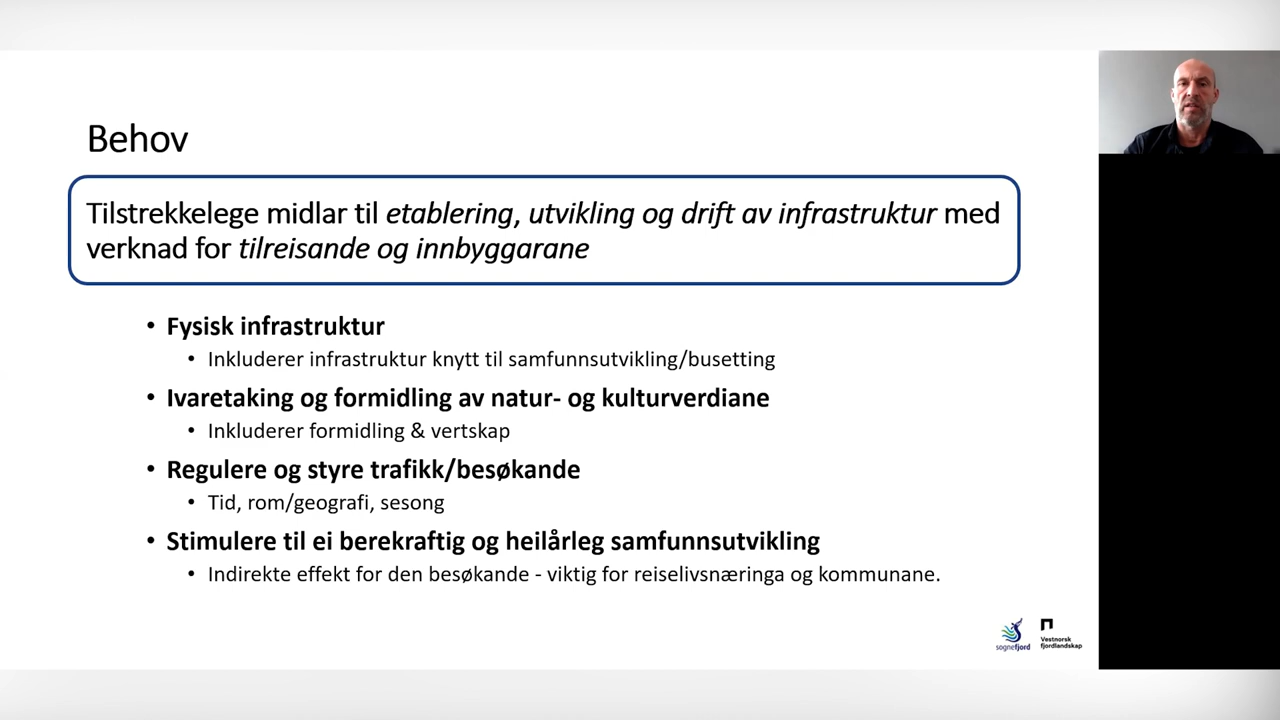 Behov
Tilstrekkelege midlar til etablering, utvikling og drift av infrastruktur med
verknad for tilreisande og innbyggarane
• Fysisk infrastruktur
• Inkluderer infrastruktur knytt til samfunnsutvikling/busetting
• Ivaretaking og formidling av natur- og kulturverdiane
• Inkluderer formidling & vertskap
• Regulere og styre trafikk/besøkande
• Tid, rom/geografi, sesong
• Stimulere til ei berekraftig og heilårleg samfunnsutvikling
• Indirekte effekt for den besøkande - viktig for reiselivsnæringa og kommunane.
sognefjord
Vestnorsk
fjordlandskap